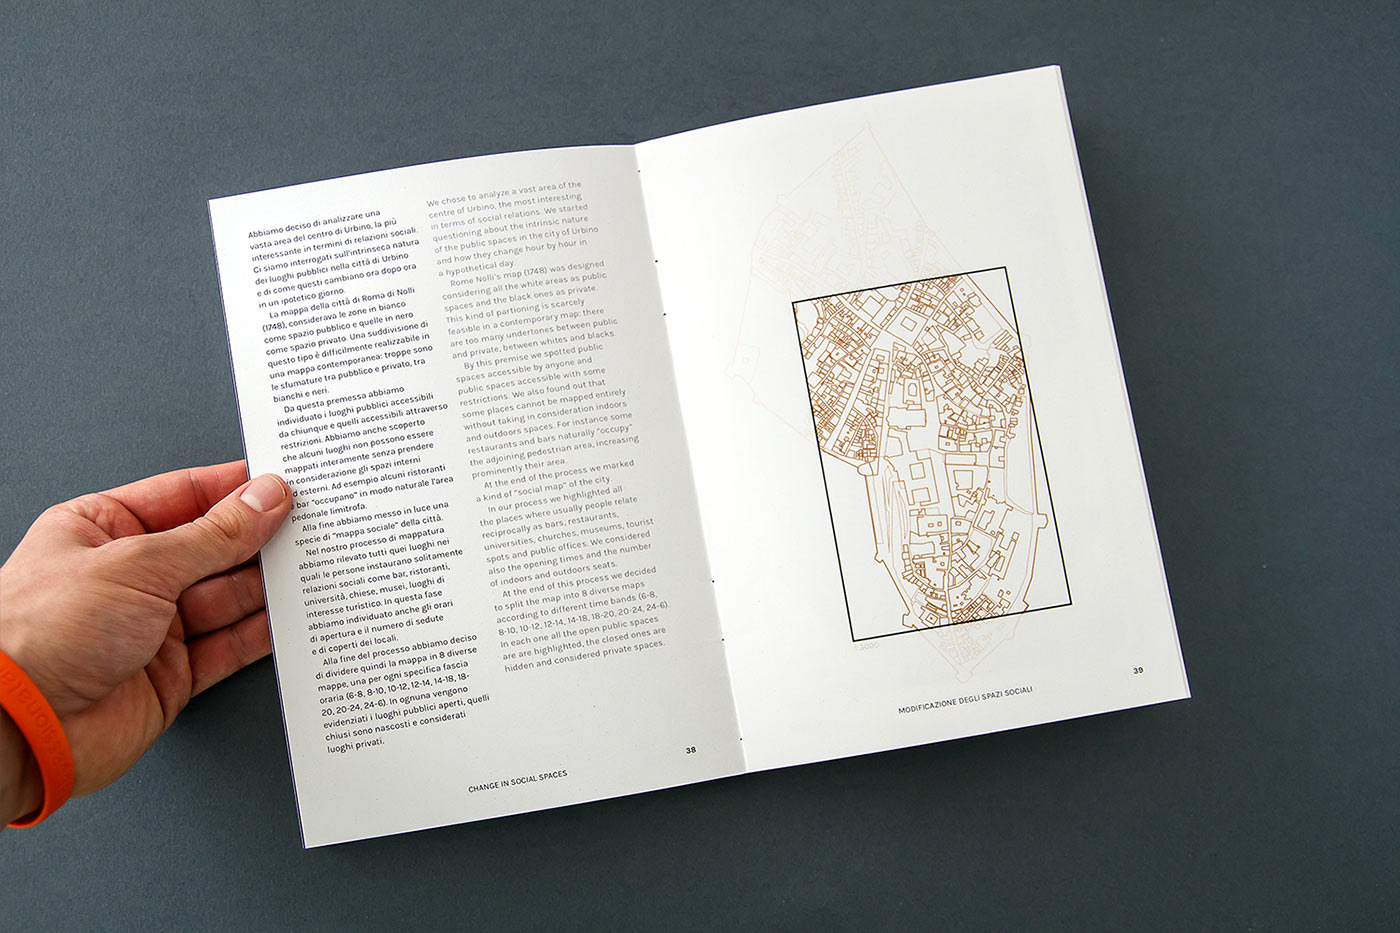 Abbiamo deciso di analizzare una
vasta area del centro di Urbino, la più
interessante in termini di relazioni sociali.
Ci siamo interrogati sull'intrinseca natura
dei luoghi pubblici nella città di Urbino
e di come questi cambiano ora dopo ora
in un ipotetico giorno.
La mappa della città di Roma di Nolli
(1748), considerava le zone in bianco
come spazio pubblico e quelle in nero
come spazio privato. Una suddivisione di
questo tipo è difficilmente realizzabile in
una mappa contemporanea: troppe sono
le sfumature tra pubblico e privato, tra
bianchi e neri.
Da questa premessa abbiamo
individuato i luoghi pubblici accessibili
da chiunque e quelli accessibili attraverso
restrizioni. Abbiamo anche scoperto
che alcuni luoghi non possono essere
mappati interamente senza prendere
in considerazione gli spazi interni
d esterni. Ad esempio alcuni ristoranti
e bar "occupano" in modo naturale l'area
pedonale limitrofa.
Alla fine abbiamo messo in luce una
specie di "mappa sociale" della città.
Nel nostro processo di mappatura
abbiamo rilevato tutti quei luoghi nei
quali le persone instaurano solitamente
relazioni sociali come bar, ristoranti,
università, chiese, musei, luoghi di
interesse turistico. In questa fase
abbiamo individuato anche gli orari
di apertura e il numero di sedute
e di coperti dei locali.
Alla fine del processo abbiamo deciso
di dividere quindi la mappa in 8 diverse
mappe, una per ogni specifica fascia
oraria (6-8, 8-10, 10-12, 12-14, 14-18, 18-
20, 20-24, 24-6). In ognuna vengono
evidenziati i luoghi pubblici aperti, quelli
chiusi sono nascosti e considerati
luoghi privati.
We chose to analyze a vast area of the
centre of Urbino, the most interesting
in terms of social relations. We started
questioning about the intrinsic nature
of the public spaces in the city of Urbino
and how they change hour by hour in
a hypothetical day.
Rome Nolli's map (1748) was designed
considering all the white areas as public
spaces and the black ones as private.
This kind of partioning is scarcely
feasible in a contemporary map: there
are too many undertones between public
and private, between whites and blacks.
By this premise we spotted public
spaces accessible by anyone and
public spaces accessible with some
restrictions. We also found out that
some places cannot be mapped entirely
without taking in consideration indoors
and outdoors spaces. For instance some
restaurants and bars naturally "occupy"
the adjoining pedestrian area, increasing
prominently their area.
At the end of the process we marked
a kind of "social map" of the city.
In our process we highlighted all
the places where usually people relate
reciprocally as bars, restaurants,
universities, churches, museums, tourist
spots and public offices. We considered
also the opening times and the number
of indoors and outdoors seats.
At the end of this process we decided
to split the map into 8 diverse maps
according to different time bands (6-8,
8-10, 10-12, 12-14, 14-18, 18-20, 20-24, 24-6).
In each one all the open public spaces
are are highlighted, the closed ones are
hidden and considered private spaces.
38
CHANGE IN SOCIAL SPACES
1:3000
39
MODIFICAZIONE DEGLI SPAZI SOCIALI